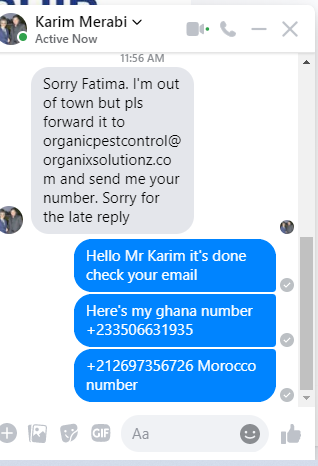 Karim Merabi
Active Now
11:56 AM
Sorry Fatima. I'm out
of town but pls
forward it to
organicpestcontrol@
organixsolutionz.co
m and send me your
number. Sorry for
the late reply
Hello Mr Karim it's done
check your email
Here's my ghana number
+233506631935
+212697356726 Morocco
number
GIF
Aa